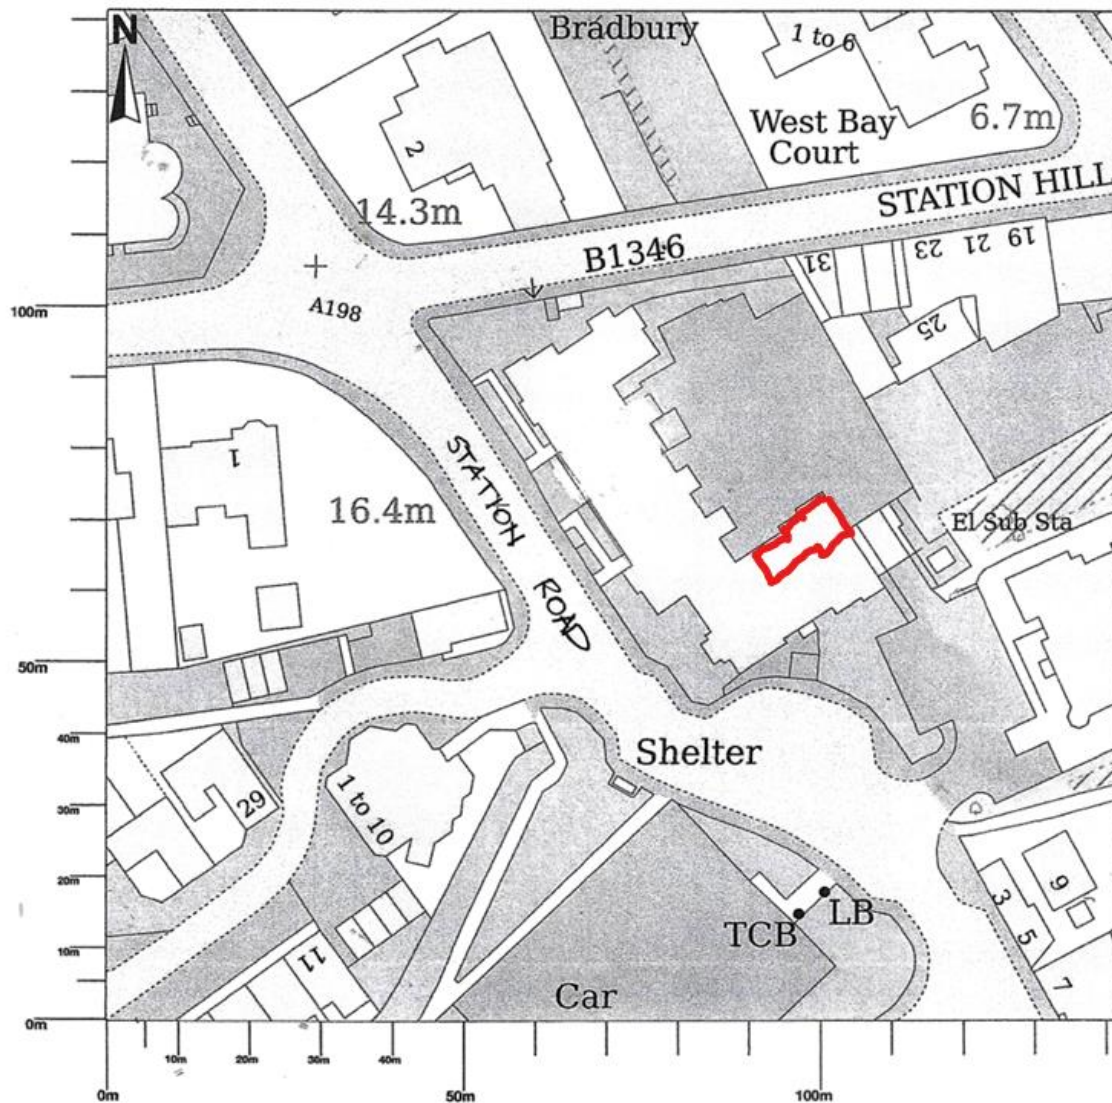 N
Bradbury
1 to 6
West Bay
Court
6.7m
2
14.3m
STATION HILL
B1346
31
23
21
19
A198
25
100m
1
STATION
ROAD
16.4m
El Sub Sta
50m
40m
Shelter
29
1 to 10
30m
20m
3
9
LB
TCB
5
11
10m
7
Car
0m
10m
20m
30m
40m
0m
50m
100m